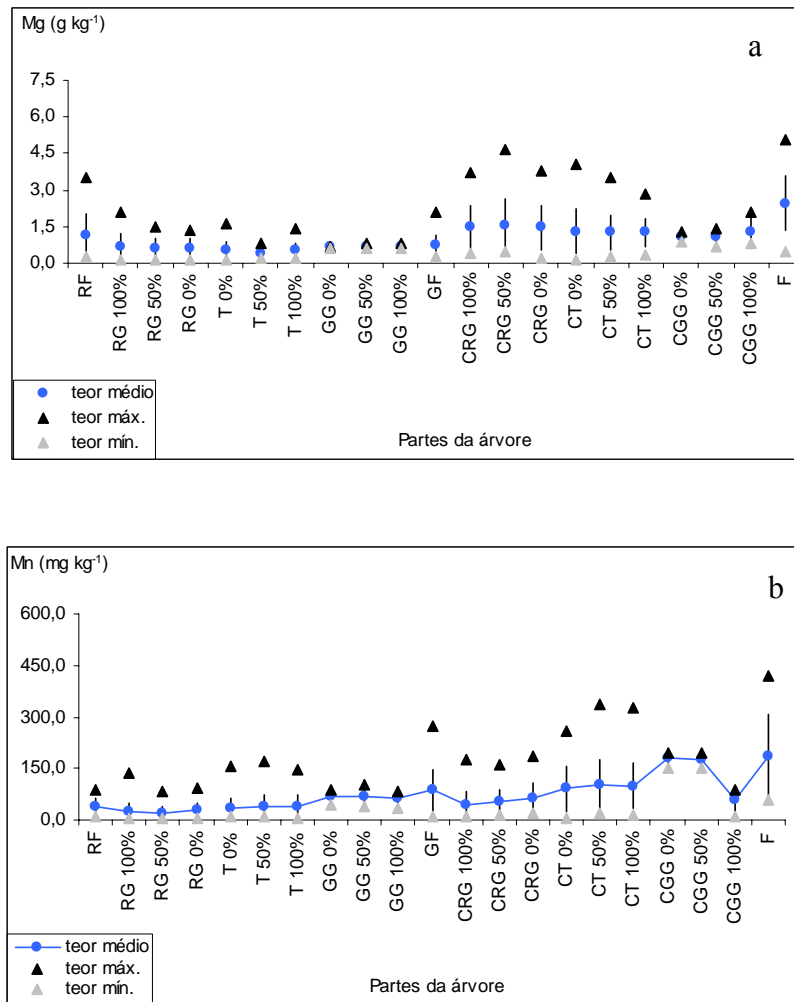 Mg (g kg⁻¹)
a
7,5
6,0
4,5
3,0
1,5
0,0
RF
RG 100%
RG 50%
RG 0%
T 0%
T 50%
T 100%
GG 0%
GG 50%
GG 100%
GF
CRG 100%
CRG 50%
CRG 0%
CT 0%
CT 50%
CT 100%
CGG 0%
CGG 50%
CGG 100%
F
teor médio
teor máx.
teor mín.
Partes da árvore
Mn (mg kg⁻¹)
b
600,0
450,0
300,0
150,0
0,0
RF
RG 100%
RG 50%
RG 0%
T 0%
T 50%
T 100%
GG 0%
GG 50%
GG 100%
GF
CRG 100%
CRG 50%
CRG 0%
CT 0%
CT 50%
CT 100%
CGG 0%
CGG 50%
CGG 100%
F
teor médio
teor máx.
teor mín.
Partes da árvore